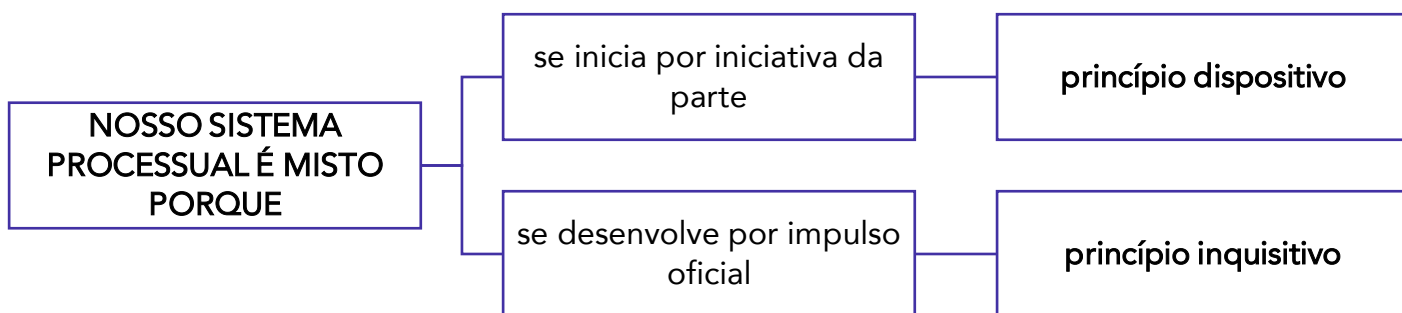 NOSSO SISTEMA
PROCESSUAL É MISTO
PORQUE
se inicia por iniciativa da
parte
princípio dispositivo
se desenvolve por impulso
oficial
princípio inquisitivo